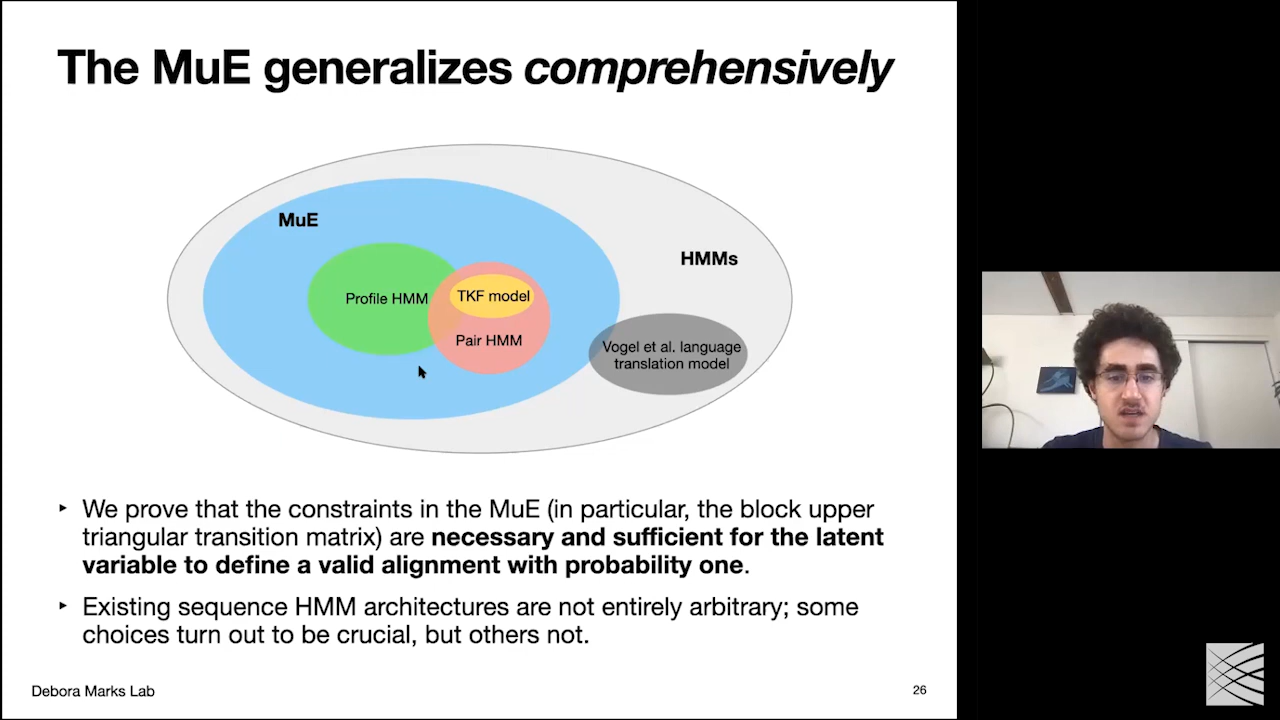 The MuE generalizes comprehensively
MuE
HMMs
Profile HMM
TKF model
Pair HMM
Vogel et al. language
translation model
‣ We prove that the constraints in the MuE (in particular, the block upper
triangular transition matrix) are necessary and sufficient for the latent
variable to define a valid alignment with probability one.
‣ Existing sequence HMM architectures are not entirely arbitrary; some
choices turn out to be crucial, but others not.
Debora Marks Lab
26